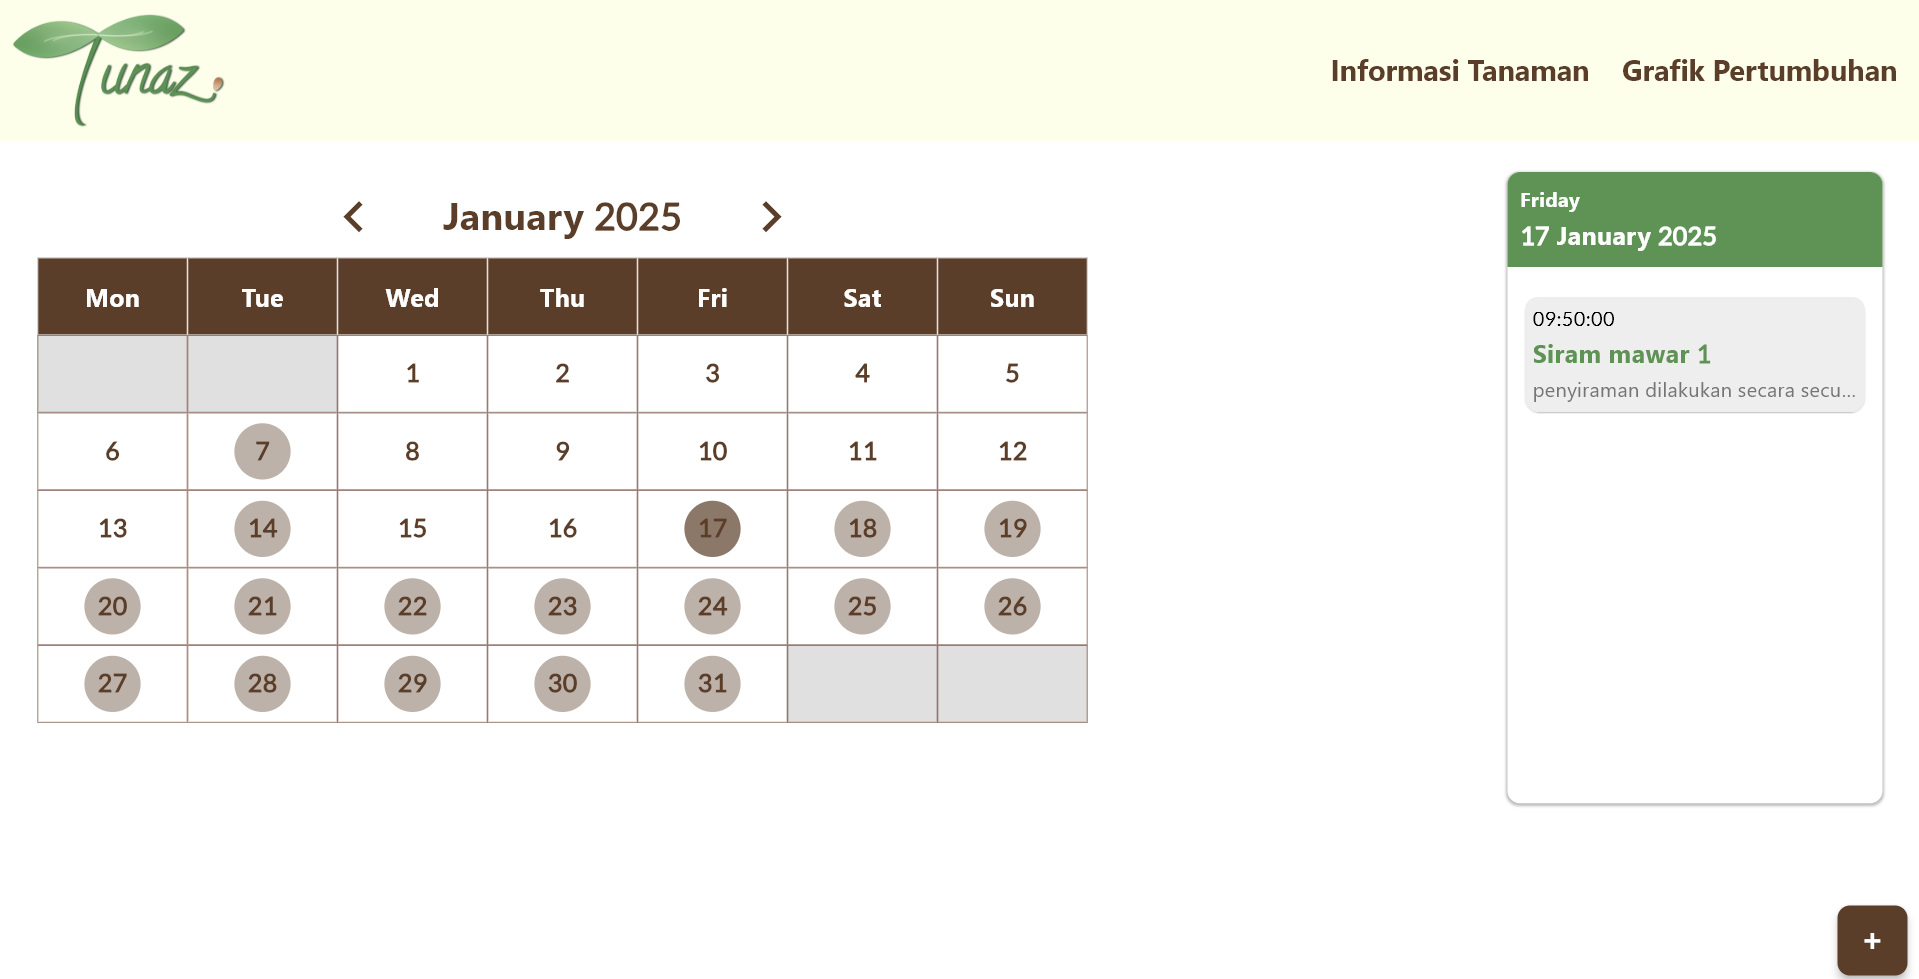 Tunaz
Informasi Tanaman Grafik Pertumbuhan
January 2025
Mon Tue Wed Thu Fri Sat Sun
1 2 3 4 5
6 7 8 9 10 11 12
13 14 15 16 17 18 19
20 21 22 23 24 25 26
27 28 29 30 31
Friday
17 January 2025
09:50:00
Siram mawar 1
penyiraman dilakukan secara secu...
+